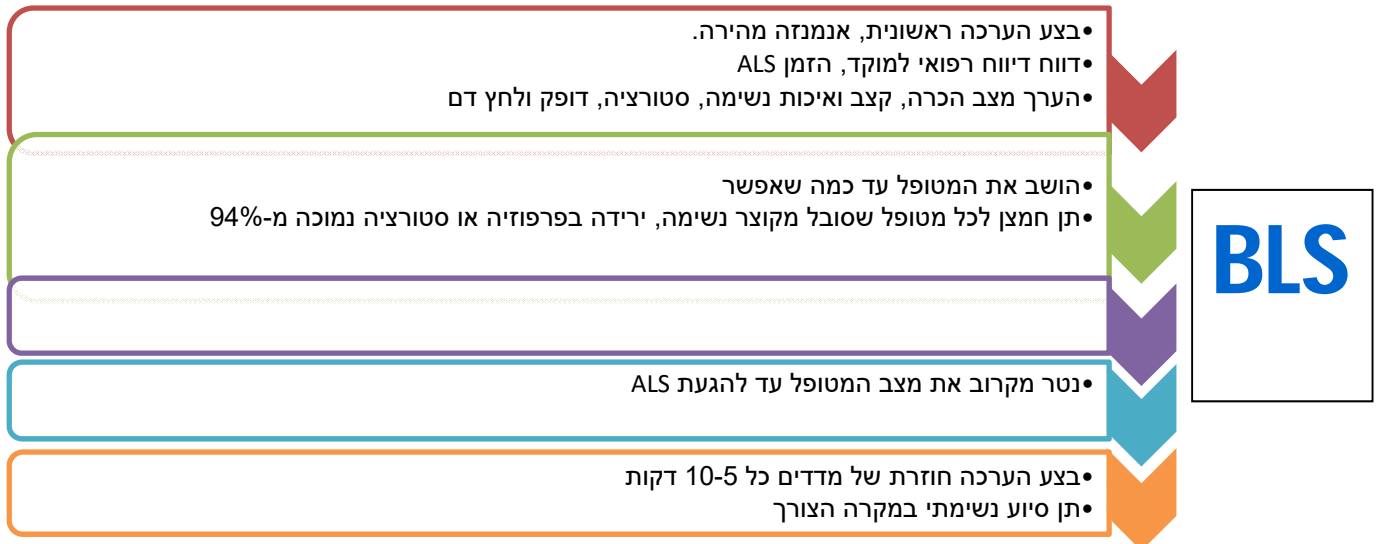 •בצע הערכה ראשונית, אנמנזה מהירה.
•דווח דיווח רפואי למוקד, הזמן ALS
•הערך מצב הכרה, קצב ואיכות נשימה, סטורציה, דופק ולחץ דם
•הושב את המטופל עד כמה שאפשר
•תן חמצן לכל מטופל שסובל מקוצר נשימה, ירידה בפרפוזיה או סטורציה נמוכה מ-94%
BLS
•נטר מקרוב את מצב המטופל עד להגעת ALS
•בצע הערכה חוזרת של מדדים כל 10-5 דקות
•תן סיוע נשימתי במקרה הצורך